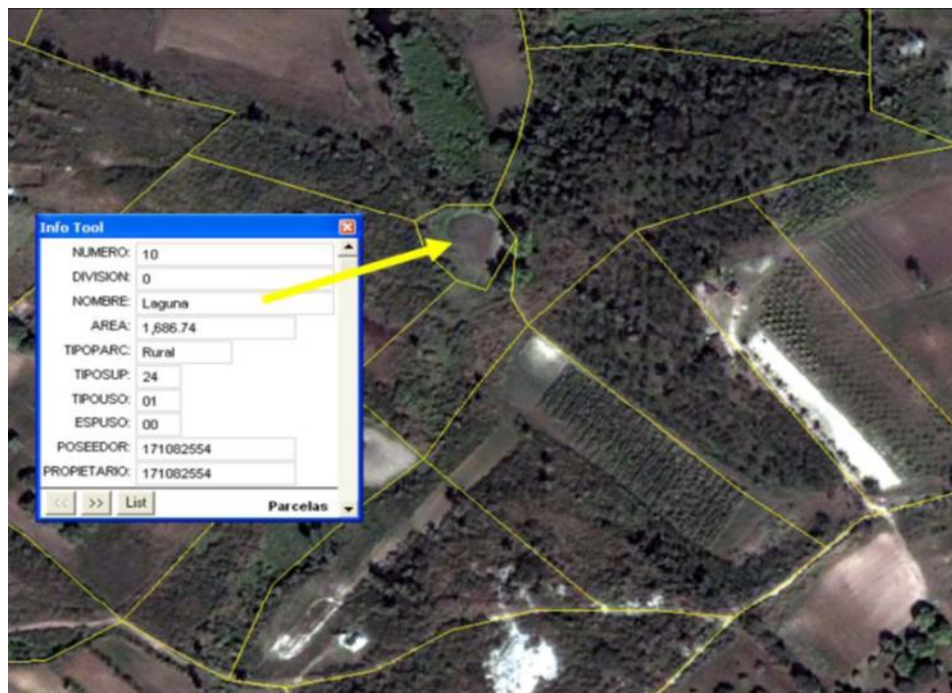 Info Tool
NUMERO: 10
DIVISION: 0
NOMBRE: Laguna
AREA: 1,686.74
TIPOPARC: Rural
TIPOSUP: 24
TIPOUSO: 01
ESPUSO: 00
POSEEDOR: 171082554
PROPIETARIO: 171082554
<< >> List Parcelas